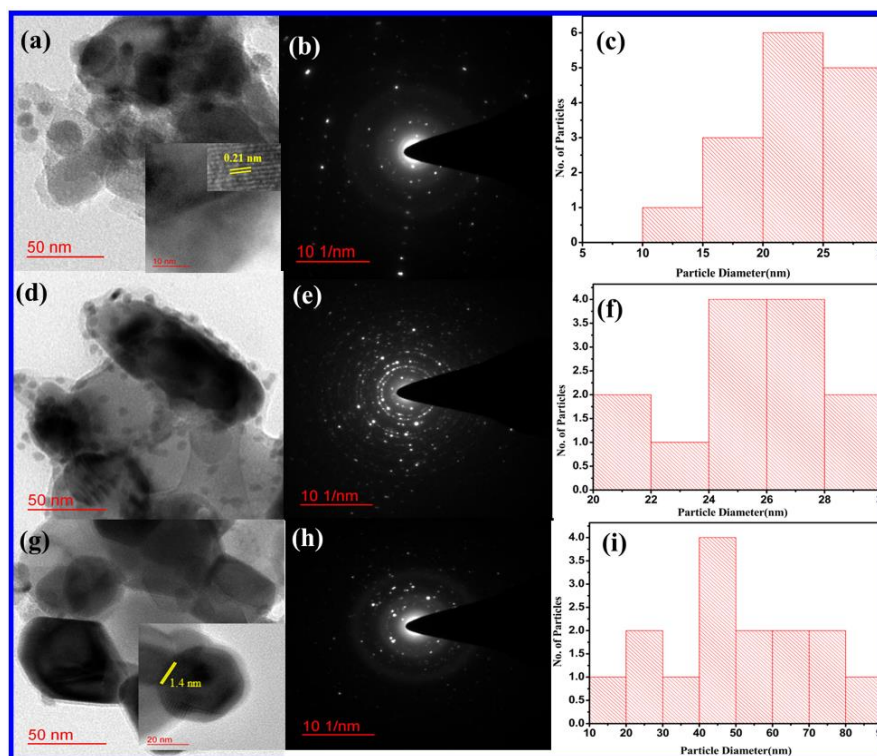 (a)
0.21 nm
10 nm
50 nm
(b)
10 1/nm
(c)
No. of Particles
6
5
4
3
2
1
0
5 10 15 20 25
Particle Diameter(nm)
(d)
50 nm
(e)
10 1/nm
(f)
No. of Particles
4.0
3.5
3.0
2.5
2.0
1.5
1.0
0.5
0.0
20 22 24 26 28
Particle Diameter(nm)
(g)
1.4 nm
20 nm
50 nm
(h)
10 1/nm
(i)
No. of Particles
4.0
3.5
3.0
2.5
2.0
1.5
1.0
0.5
0.0
10 20 30 40 50 60 70 80
Particle Diameter(nm)